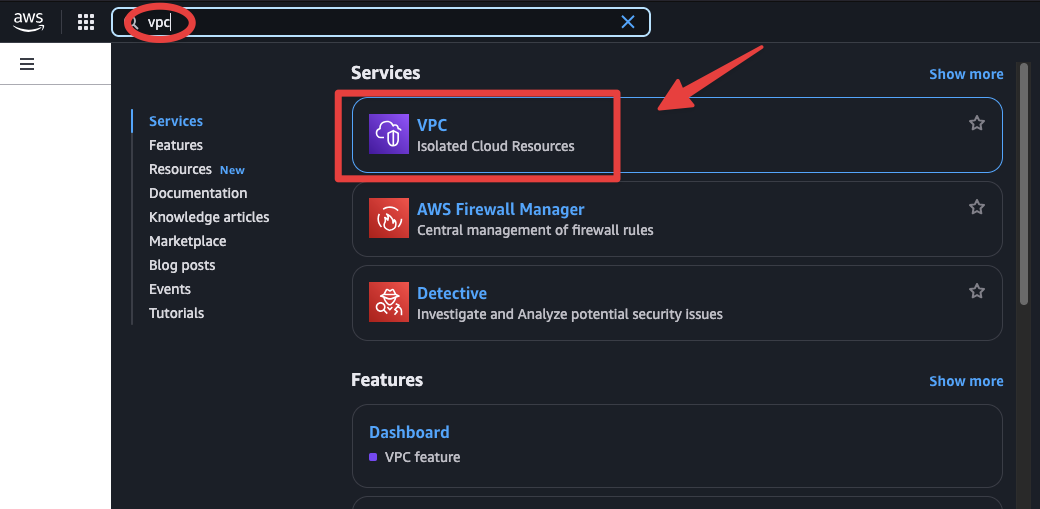 aws
vpc
Services
Show more
Services
Features
Resources New
Documentation
Knowledge articles
Marketplace
Blog posts
Events
Tutorials
VPC
Isolated Cloud Resources
AWS Firewall Manager
Central management of firewall rules
Detective
Investigate and Analyze potential security issues
Features
Show more
Dashboard
VPC feature